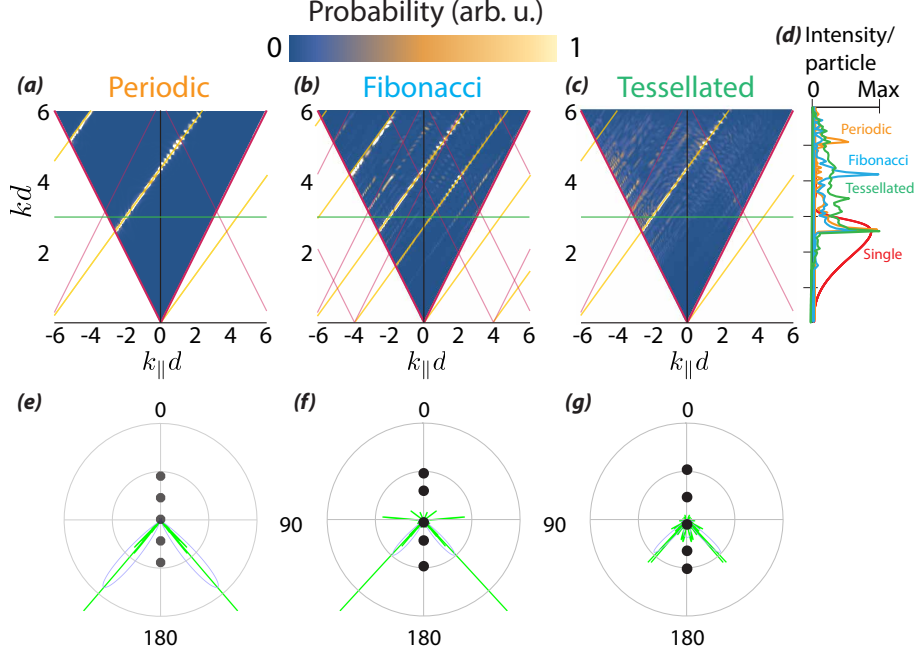 Probability (arb. u.)
0 1
(a) Periodic
(b) Fibonacci
(c) Tessellated
(d) Intensity/
particle
0 Max
Periodic
Fibonacci
Tessellated
Single
kd
6
4
2
-6 -4 -2 0 2 4 6
k∥d
6
4
2
-6 -4 -2 0 2 4 6
k∥d
6
4
2
-6 -4 -2 0 2 4 6
k∥d
(e) 0
180
(f) 0
90
180
(g) 0
90
180